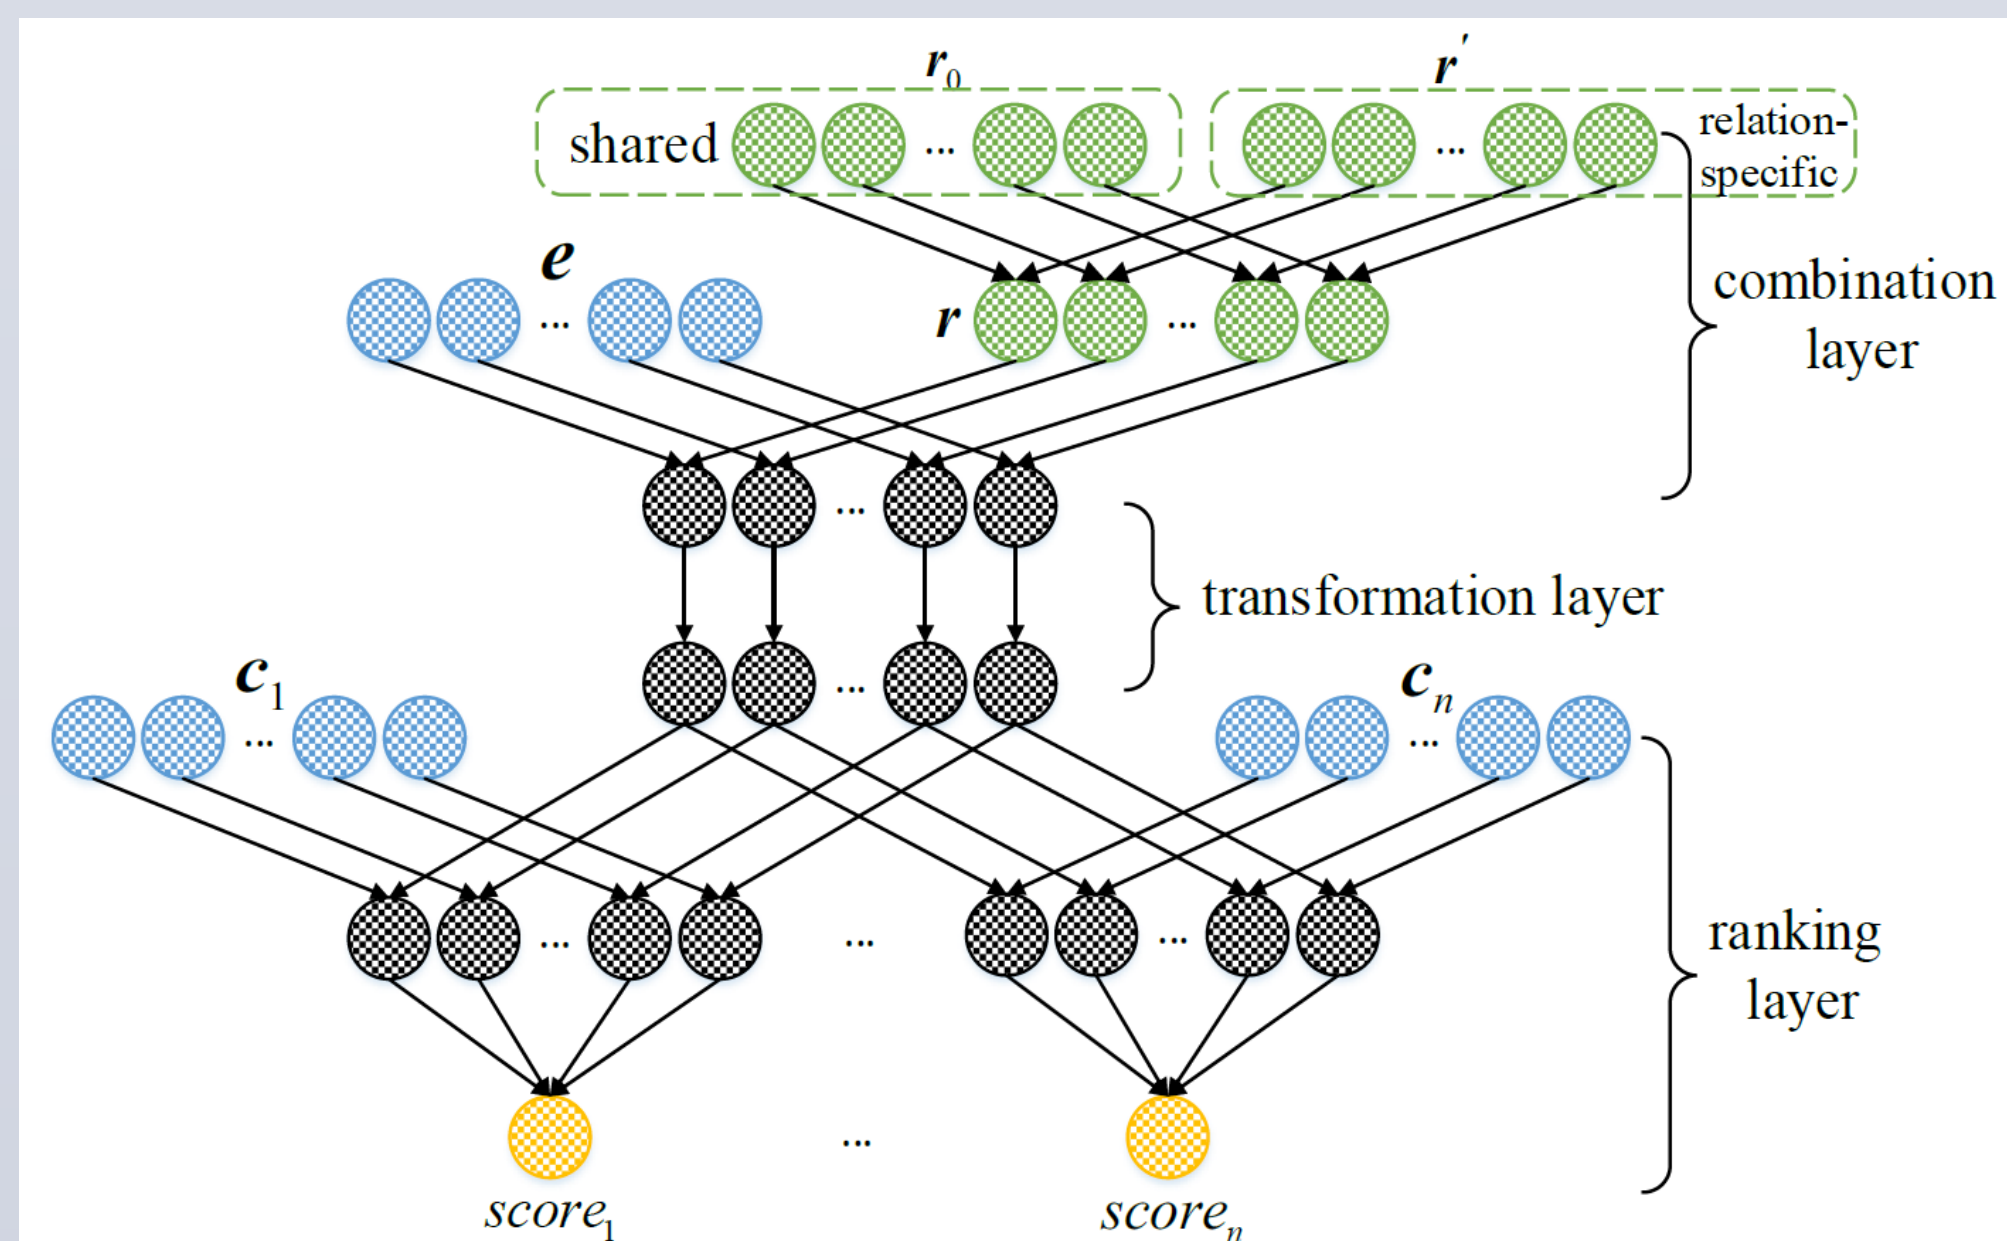 r₀
r′
shared
...
...
relation-
specific
e
...
r
...
combination
layer
...
transformation layer
c₁
...
...
cₙ
...
...
...
...
ranking
layer
...
score₁
scoreₙ